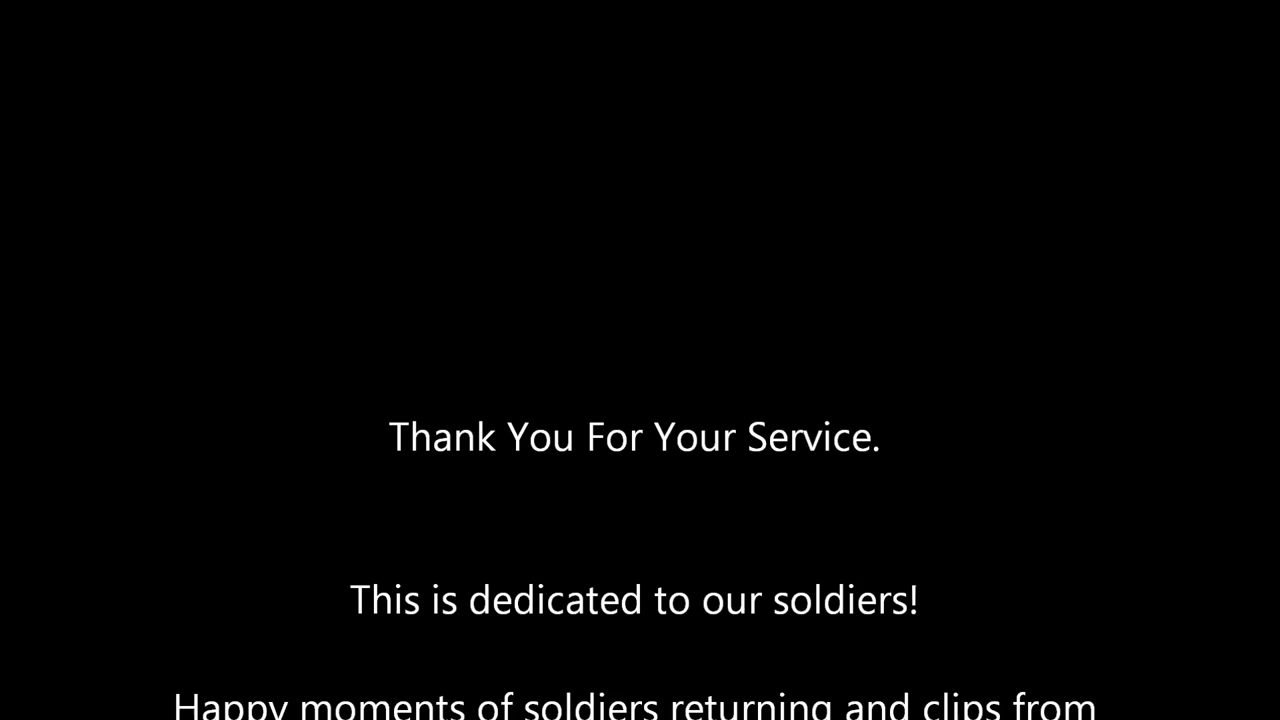 Thank You For Your Service.
This is dedicated to our soldiers!
Happy moments of soldiers returning and clips from